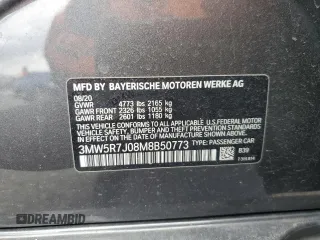 MFD BY BAYERISCHE MOTOREN WERKE AG
08/20
GVWR 4773 lbs 2165 kg
GAWR FRONT 2326 lbs 1055 kg
GAWR REAR 2601 lbs 1180 kg
THIS VEHICLE CONFORMS TO ALL APPLICABLE
U.S. FEDERAL MOTOR
VEHICLE SAFETY, BUMPER, AND THEFT PREVENTION STANDARDS
IN EFFECT ON THE DATE OF MANUFACTURE SHOWN ABOVE.
3MW5R7J08M8B50773 TYPE: PASSENGER CAR
B39
DREAMBID